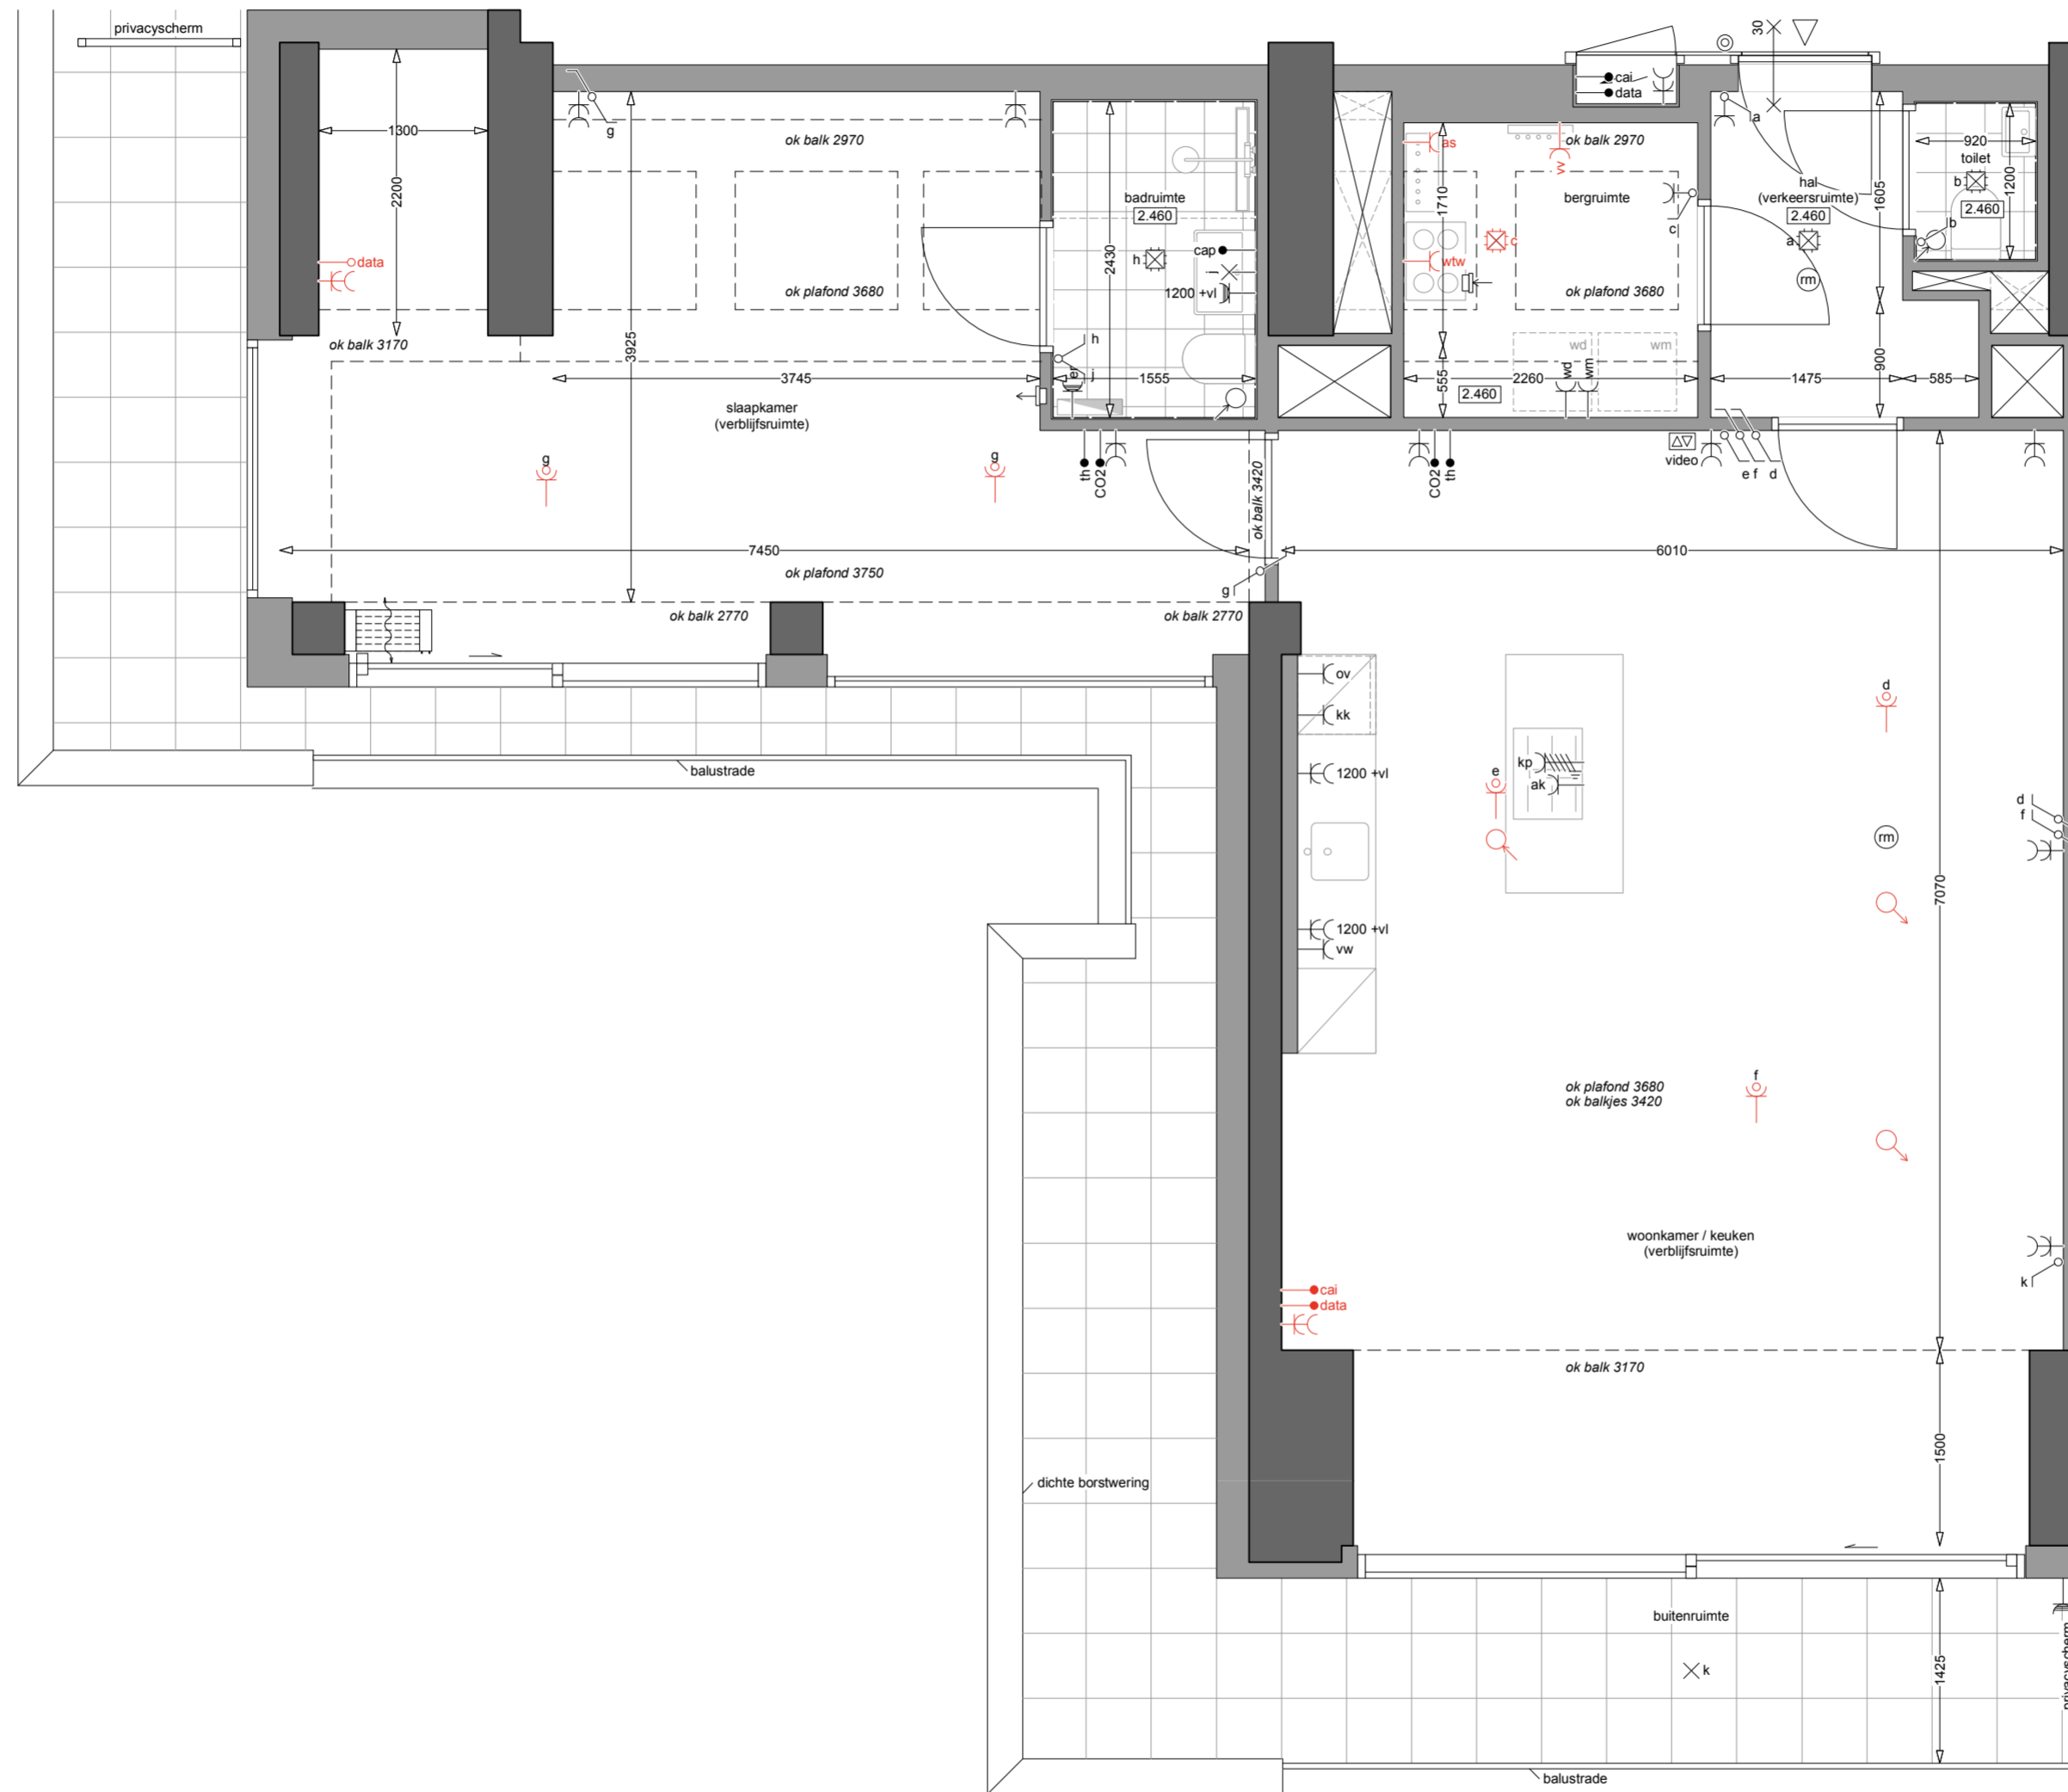 privacyscherm
30
cai
data
g
a
1300
ok balk 2970
as
vv
ok balk 2970
920
toilet
b
1200
2200
3925
2430
badruimte
2.460
1710
bergruimte
c
hal
(verkeersruimte)
2.460
1605
2.460
b
data
h
cap
j
1200 +vl
c
wtw
a
rm
ok plafond 3680
ok plafond 3680
ok balk 3170
h
j
er
wd
wm
wd
wm
3745
1555
555
2.460
2260
1475
900
585
slaapkamer
(verblijfsruimte)
g
g
th
CO2
ok balk 3420
CO2
th
video
e f d
7450
6010
ok plafond 3750
g
ok balk 2770
ok balk 2770
ov
kk
d
balustrade
1200 +vl
kp
ak
e
d
f
rm
7070
1200 +vl
vw
ok plafond 3680
ok balkjes 3420
f
woonkamer / keuken
(verblijfsruimte)
k
cai
data
ok balk 3170
1500
dichte borstwering
buitenruimte
k
1425
privacyscherm
balustrade